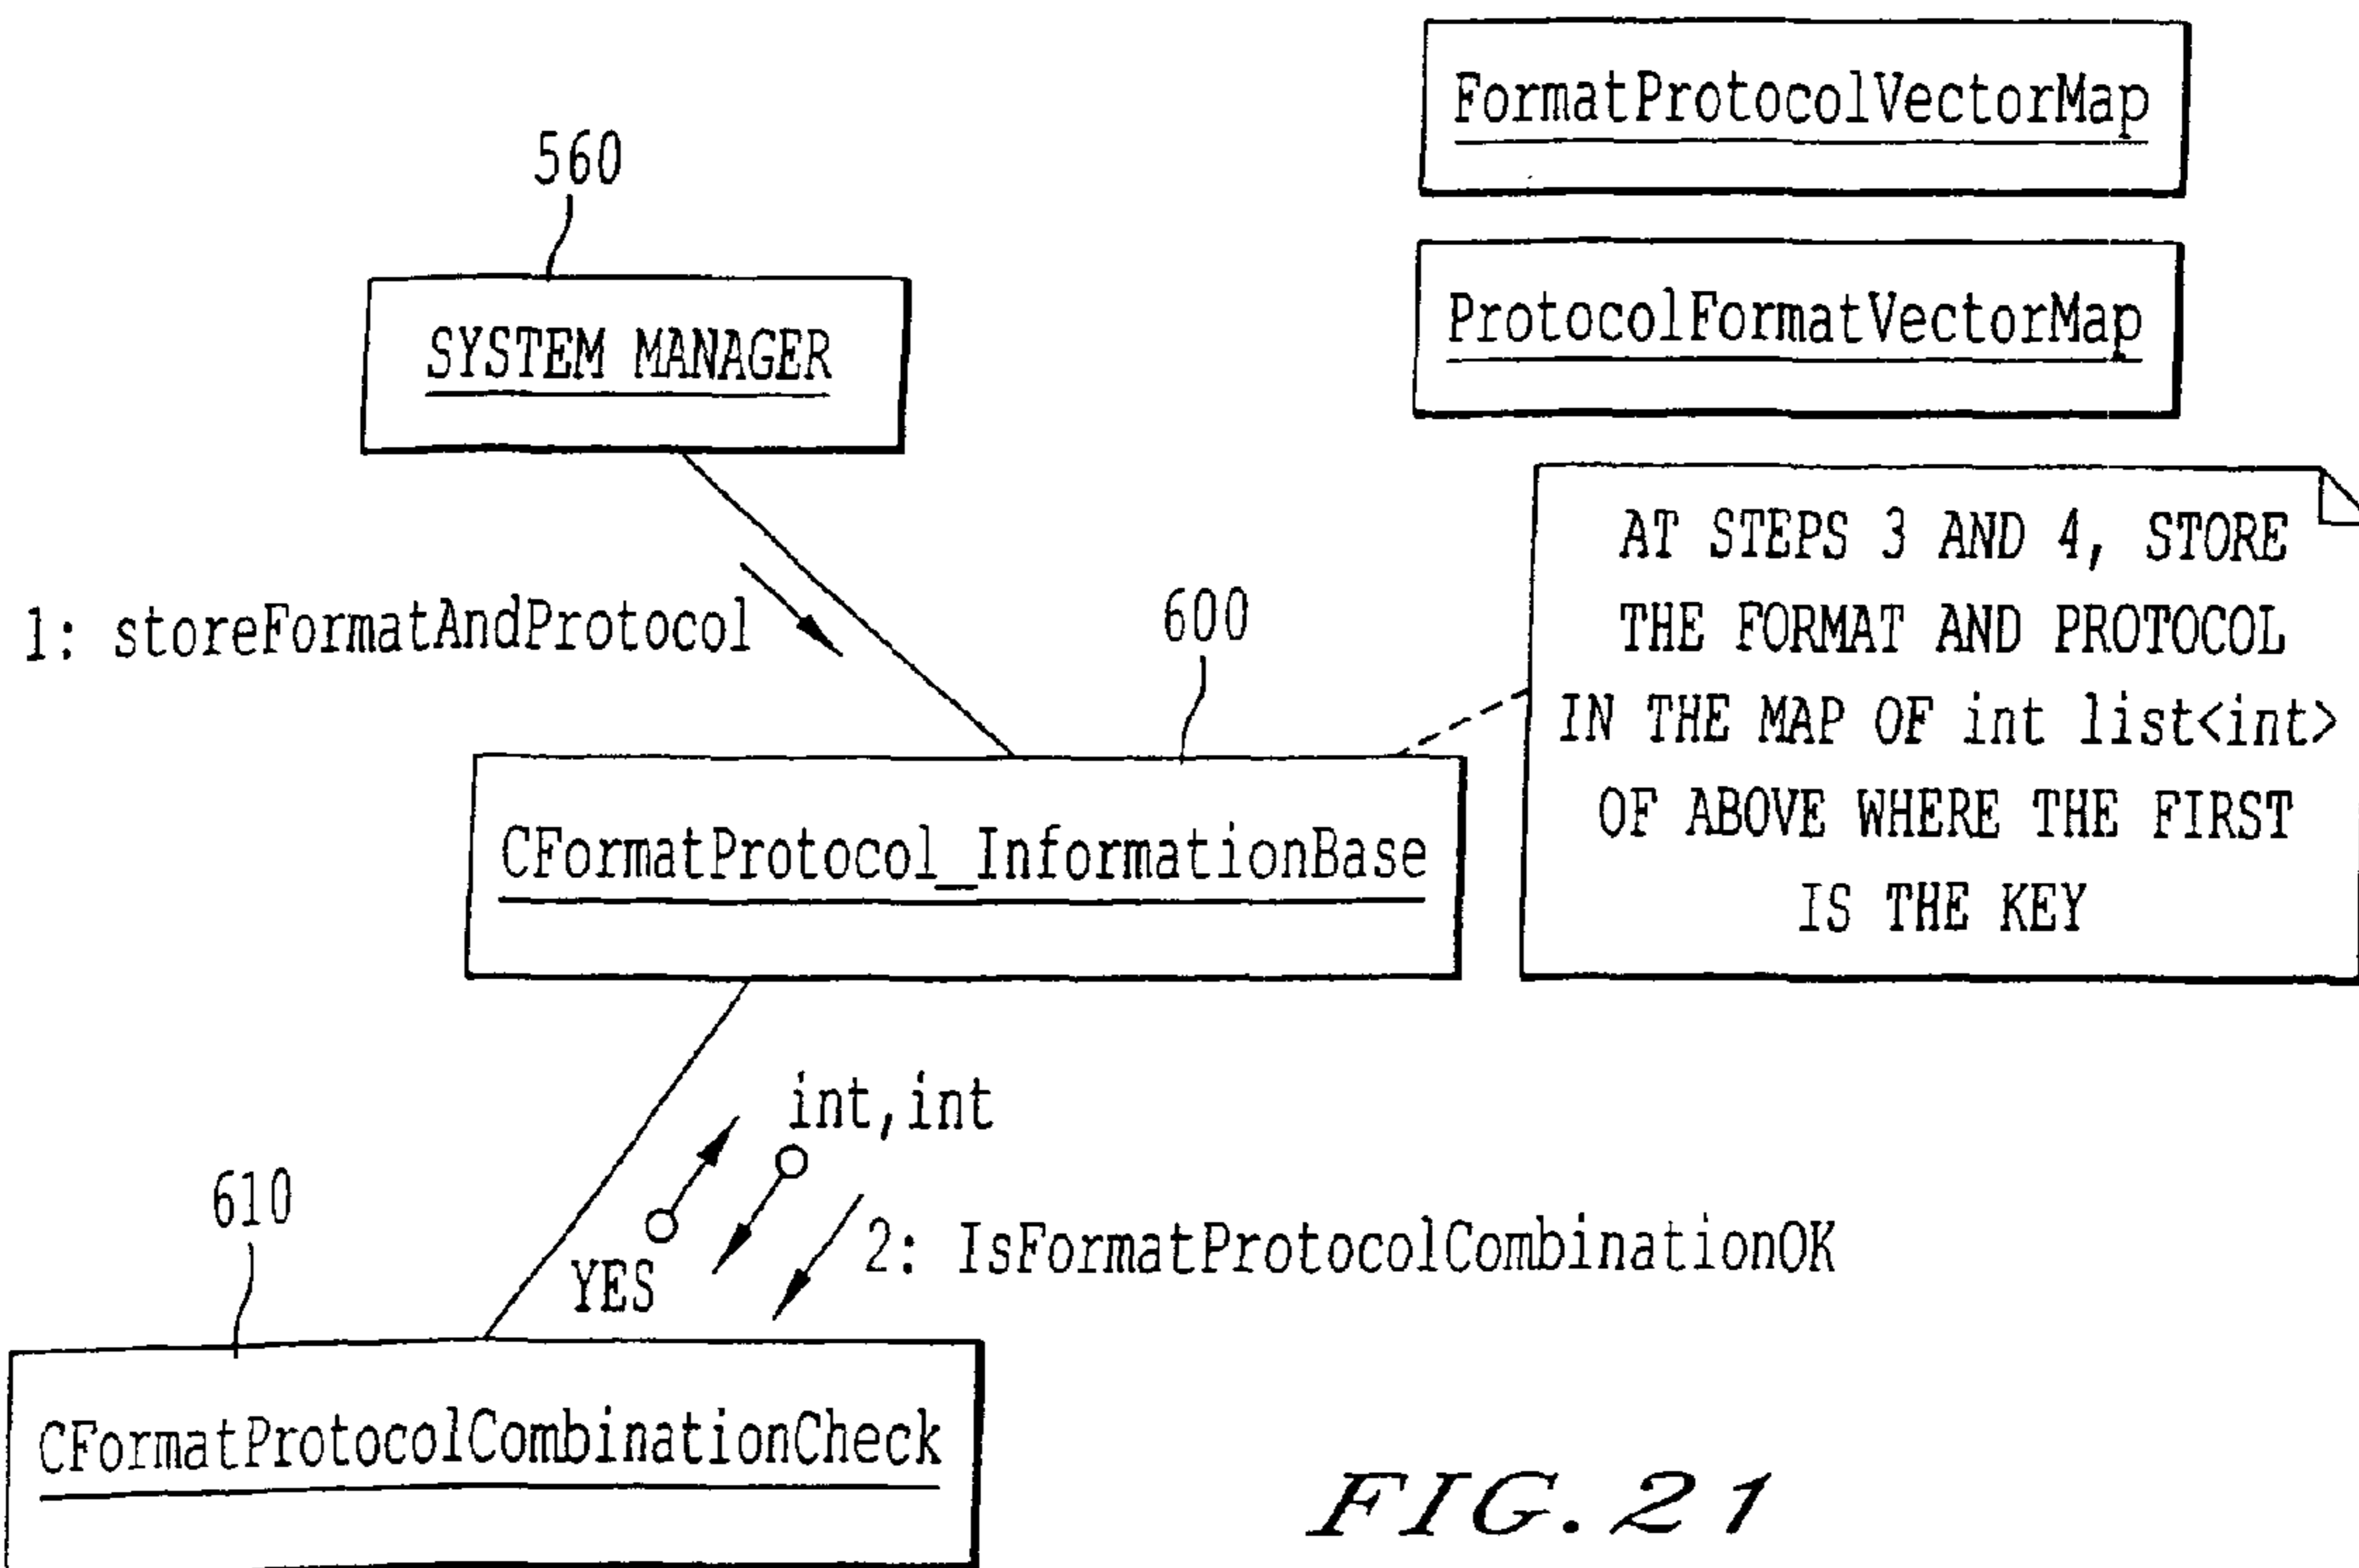 FormatProtocolVectorMap
560
ProtocolFormatVectorMap
SYSTEM MANAGER
AT STEPS 3 AND 4, STORE
THE FORMAT AND PROTOCOL
IN THE MAP OF int list<int>
OF ABOVE WHERE THE FIRST
IS THE KEY
1: storeFormatAndProtocol
600
CFormatProtocol_InformationBase
int,int
610
YES
2: IsFormatProtocolCombinationOK
CFormatProtocolCombinationCheck
FIG.21